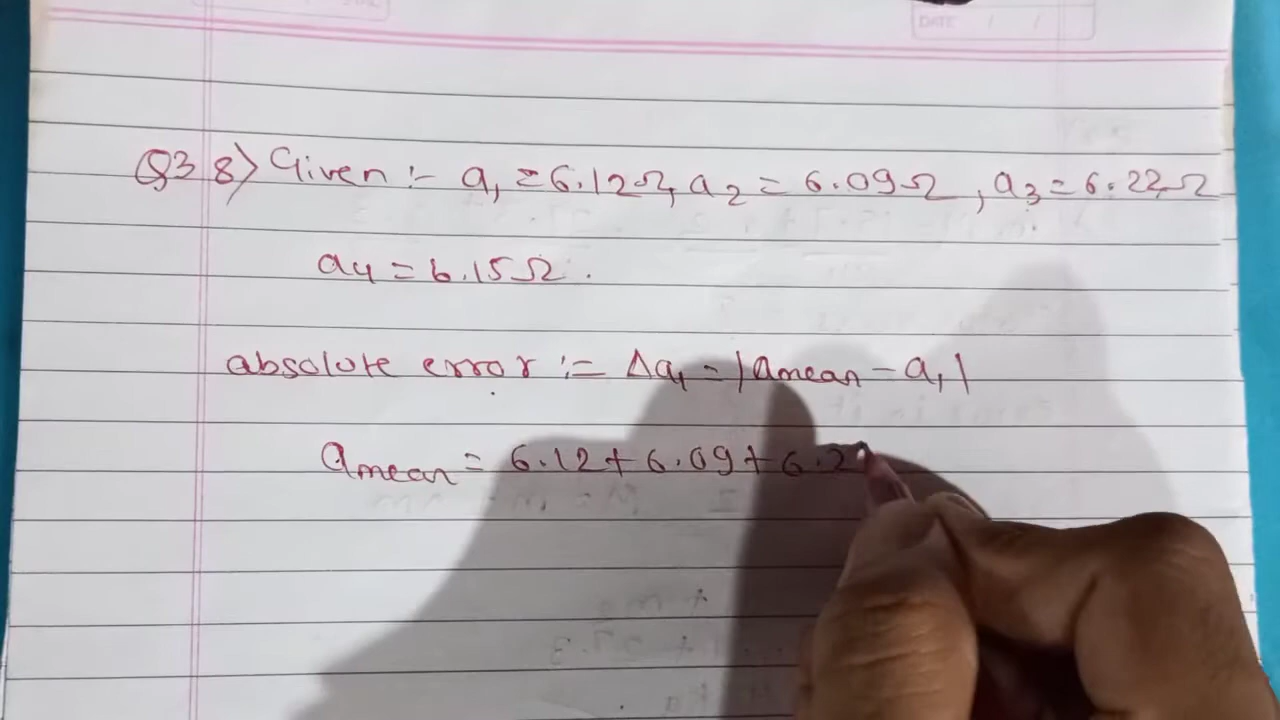 DATE / /
Q3 8) Given :- a₁ = 6.12Ω, a₂ = 6.09Ω, a₃ = 6.22Ω
a₄ = 6.15Ω.
absolute error := Δa₁ = |amean - a₁|
amean = 6.12 + 6.09 + 6.2